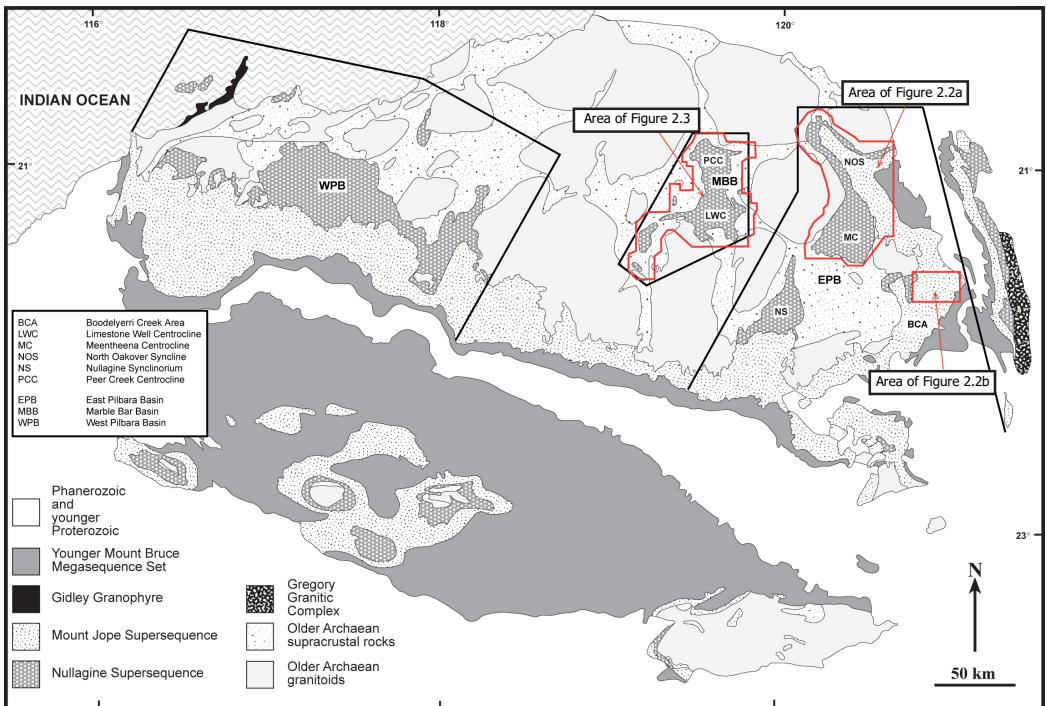 116°
118°
120°
INDIAN OCEAN
Area of Figure 2.2a
Area of Figure 2.3
21°
21°
PCC
NOS
WPB
MBB
LWC
MC
EPB
NS
BCA
BCA Boodelyerri Creek Area
LWC Limestone Well Centrocline
MC Meentheena Centrocline
NOS North Oakover Syncline
NS Nullagine Synclinorium
PCC Peer Creek Centrocline
EPB East Pilbara Basin
MBB Marble Bar Basin
WPB West Pilbara Basin
Area of Figure 2.2b
Phanerozoic
and
younger
Proterozoic
Younger Mount Bruce
Megasequence Set
Gidley Granophyre
Mount Jope Supersequence
Nullagine Supersequence
Gregory
Granitic
Complex
Older Archaean
supracrustal rocks
Older Archaean
granitoids
23°
N
50 km